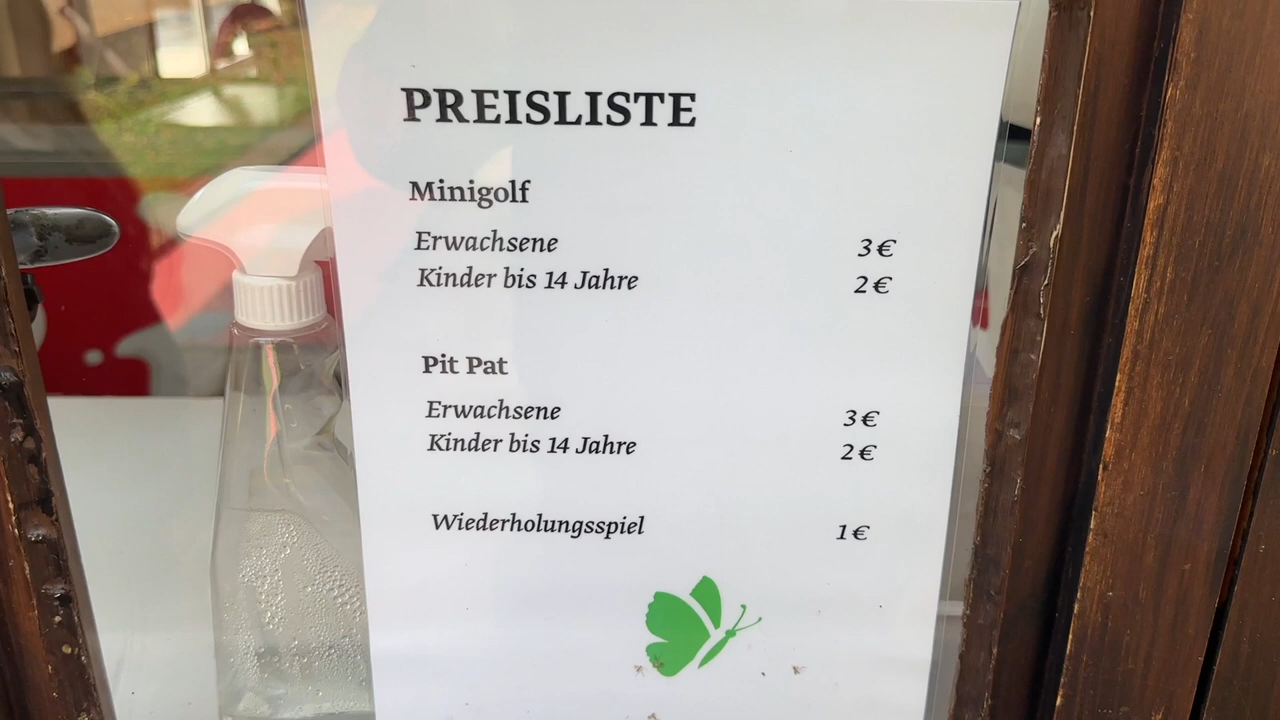 PREISLISTE
Minigolf
Erwachsene 3€
Kinder bis 14 Jahre 2€
Pit Pat
Erwachsene 3€
Kinder bis 14 Jahre 2€
Wiederholungsspiel 1€